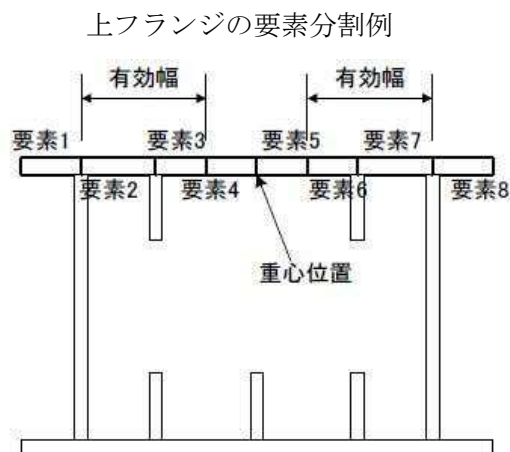 上フランジの要素分割例
有効幅 有効幅
要素1 要素3 要素5 要素7
要素2 要素4 要素6 要素8
重心位置